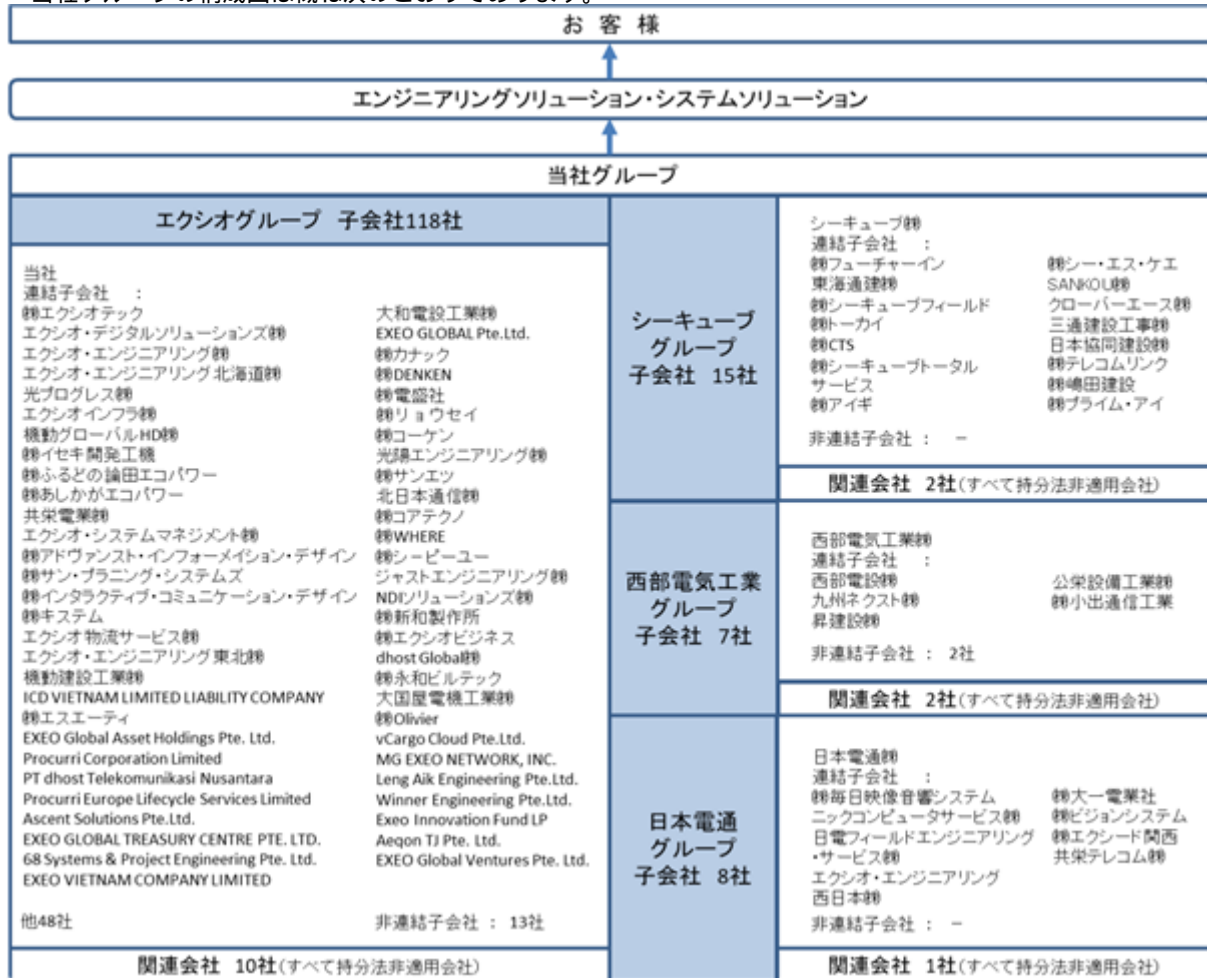 お 客 様
エンジニアリングソリューション・システムソリューション
当社グループ
エクシオグループ 子会社118社
当社
連結子会社 :
㈱エクシオテック
エクシオ・デジタルソリューションズ㈱
エクシオ・エンジニアリング㈱
エクシオ・エンジニアリング北海道㈱
光プログレス㈱
エクシオインフラ㈱
機動グローバルHD㈱
㈱イセキ開発工機
㈱ふるどの論田エコパワー
㈱あしかがエコパワー
共栄電業㈱
エクシオ・システムマネジメント㈱
㈱アドヴァンスト・インフォーメイション・デザイン
㈱サン・プラニング・システムズ
㈱インタラクティブ・コミュニケーション・デザイン
㈱キステム
エクシオ物流サービス㈱
エクシオ・エンジニアリング東北㈱
機動建設工業㈱
ICD VIETNAM LIMITED LIABILITY COMPANY
㈱エスエーティ
EXEO Global Asset Holdings Pte. Ltd.
Procurri Corporation Limited
PT dhost Telekomunikasi Nusantara
Procurri Europe Lifecycle Services Limited
Ascent Solutions Pte.Ltd.
EXEO GLOBAL TREASURY CENTRE PTE. LTD.
68 Systems & Project Engineering Pte. Ltd.
EXEO VIETNAM COMPANY LIMITED
他48社
大和電設工業㈱
EXEO GLOBAL Pte.Ltd.
㈱カナック
㈱DENKEN
㈱電盛社
㈱リョウセイ
㈱コーケン
光陽エンジニアリング㈱
㈱サンエツ
北日本通信㈱
㈱コアテクノ
㈱WHERE
㈱シーピーユー
ジャストエンジニアリング㈱
NDIソリューションズ㈱
㈱新和製作所
㈱エクシオビジネス
dhost Global㈱
㈱永和ビルテック
大国屋電機工業㈱
㈱Olivier
vCargo Cloud Pte.Ltd.
MG EXEO NETWORK, INC.
Leng Aik Engineering Pte.Ltd.
Winner Engineering Pte.Ltd.
Exeo Innovation Fund LP
Aeqon TJ Pte. Ltd.
EXEO Global Ventures Pte. Ltd.
非連結子会社 : 13社
関連会社 10社(すべて持分法非適用会社)
シーキューブ
グループ
子会社 15社
シーキューブ㈱
連結子会社 :
㈱フューチャーイン
東海通建㈱
㈱シーキューブフィールド
㈱トーカイ
㈱CTS
㈱シーキューブトータル
サービス
㈱アイギ
㈱シー・エス・ケエ
SANKOU㈱
クローバーエース㈱
三通建設工事㈱
日本協同建設㈱
㈱テレコムリンク
㈱嶋田建設
㈱プライム・アイ
非連結子会社 : －
関連会社 2社(すべて持分法非適用会社)
西部電気工業
グループ
子会社 7社
西部電気工業㈱
連結子会社 :
西部電設㈱
九州ネクスト㈱
昇建設㈱
公栄設備工業㈱
㈱小出通信工業
非連結子会社 : 2社
関連会社 2社(すべて持分法非適用会社)
日本電通
グループ
子会社 8社
日本電通㈱
連結子会社 :
㈱毎日映像音響システム
ニックコンピュータサービス㈱
日電フィールドエンジニアリング
・サービス㈱
エクシオ・エンジニアリング
西日本㈱
㈱大一電業社
㈱ビジョンシステム
㈱エクシード関西
共栄テレコム㈱
非連結子会社 : －
関連会社 1社(すべて持分法非適用会社)